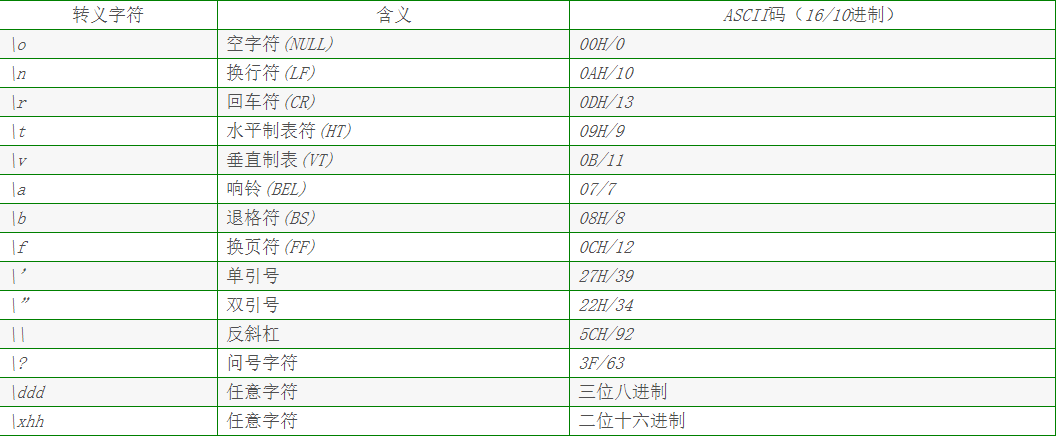 转义字符 含义 ASCII码（16/10进制）
\o 空字符(NULL) 00H/0
\n 换行符(LF) 0AH/10
\r 回车符(CR) 0DH/13
\t 水平制表符(HT) 09H/9
\v 垂直制表(VT) 0B/11
\a 响铃(BEL) 07/7
\b 退格符(BS) 08H/8
\f 换页符(FF) 0CH/12
\’ 单引号 27H/39
\” 双引号 22H/34
\\ 反斜杠 5CH/92
\? 问号字符 3F/63
\ddd 任意字符 三位八进制
\xhh 任意字符 二位十六进制